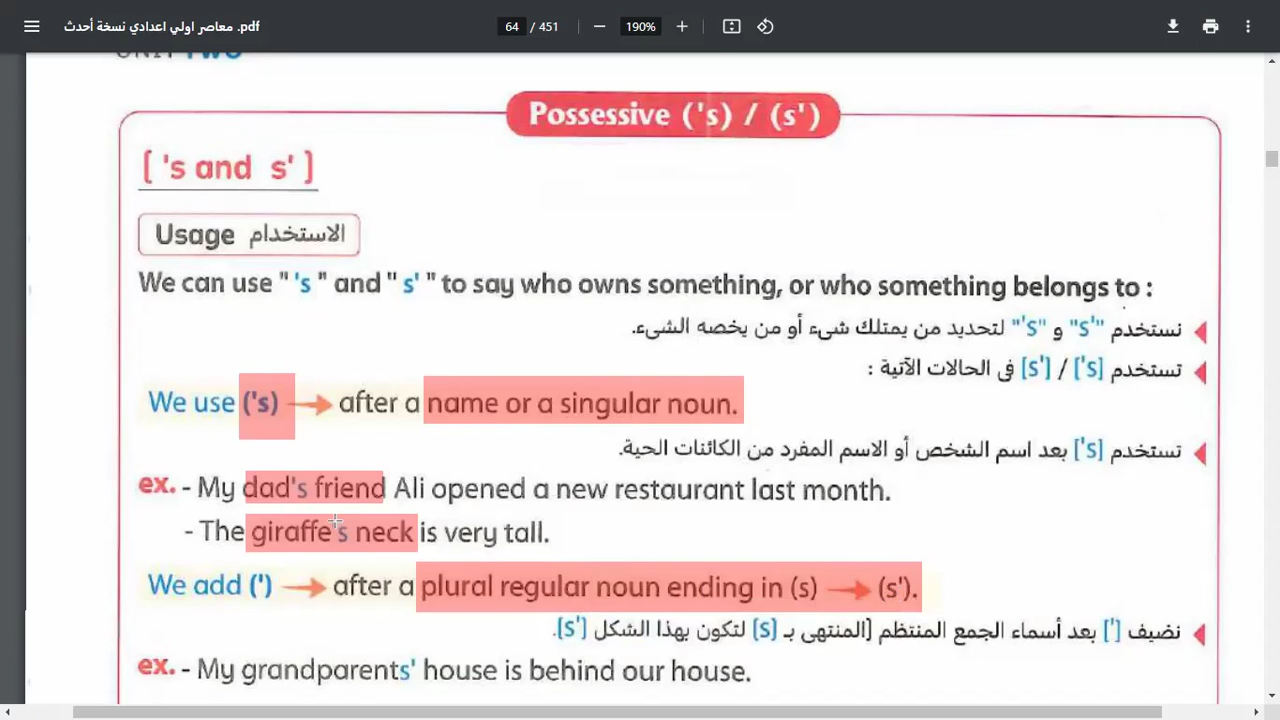 معاصر اولي اعدادي نسخة أحدث.pdf
64 / 451
190%
UNIT TWO
Possessive ('s) / (s')
[ 's and s' ]
Usage الاستخدام
We can use " 's " and " s' " to say who owns something, or who something belongs to :
نستخدم "s'" و "'s" لتحديد من يمتلك شىء أو من يخصه الشىء.
تستخدم ['s] / [s'] فى الحالات الآتية :
We use ('s) → after a name or a singular noun.
تستخدم ['s] بعد اسم الشخص أو الاسم المفرد من الكائنات الحية.
ex. - My dad's friend Ali opened a new restaurant last month.
- The giraffe's neck is very tall.
We add (') → after a plural regular noun ending in (s) → (s').
نضيف ['] بعد أسماء الجمع المنتظم [المنتهى بـ [s] لتكون بهذا الشكل [s'].
ex. - My grandparents' house is behind our house.